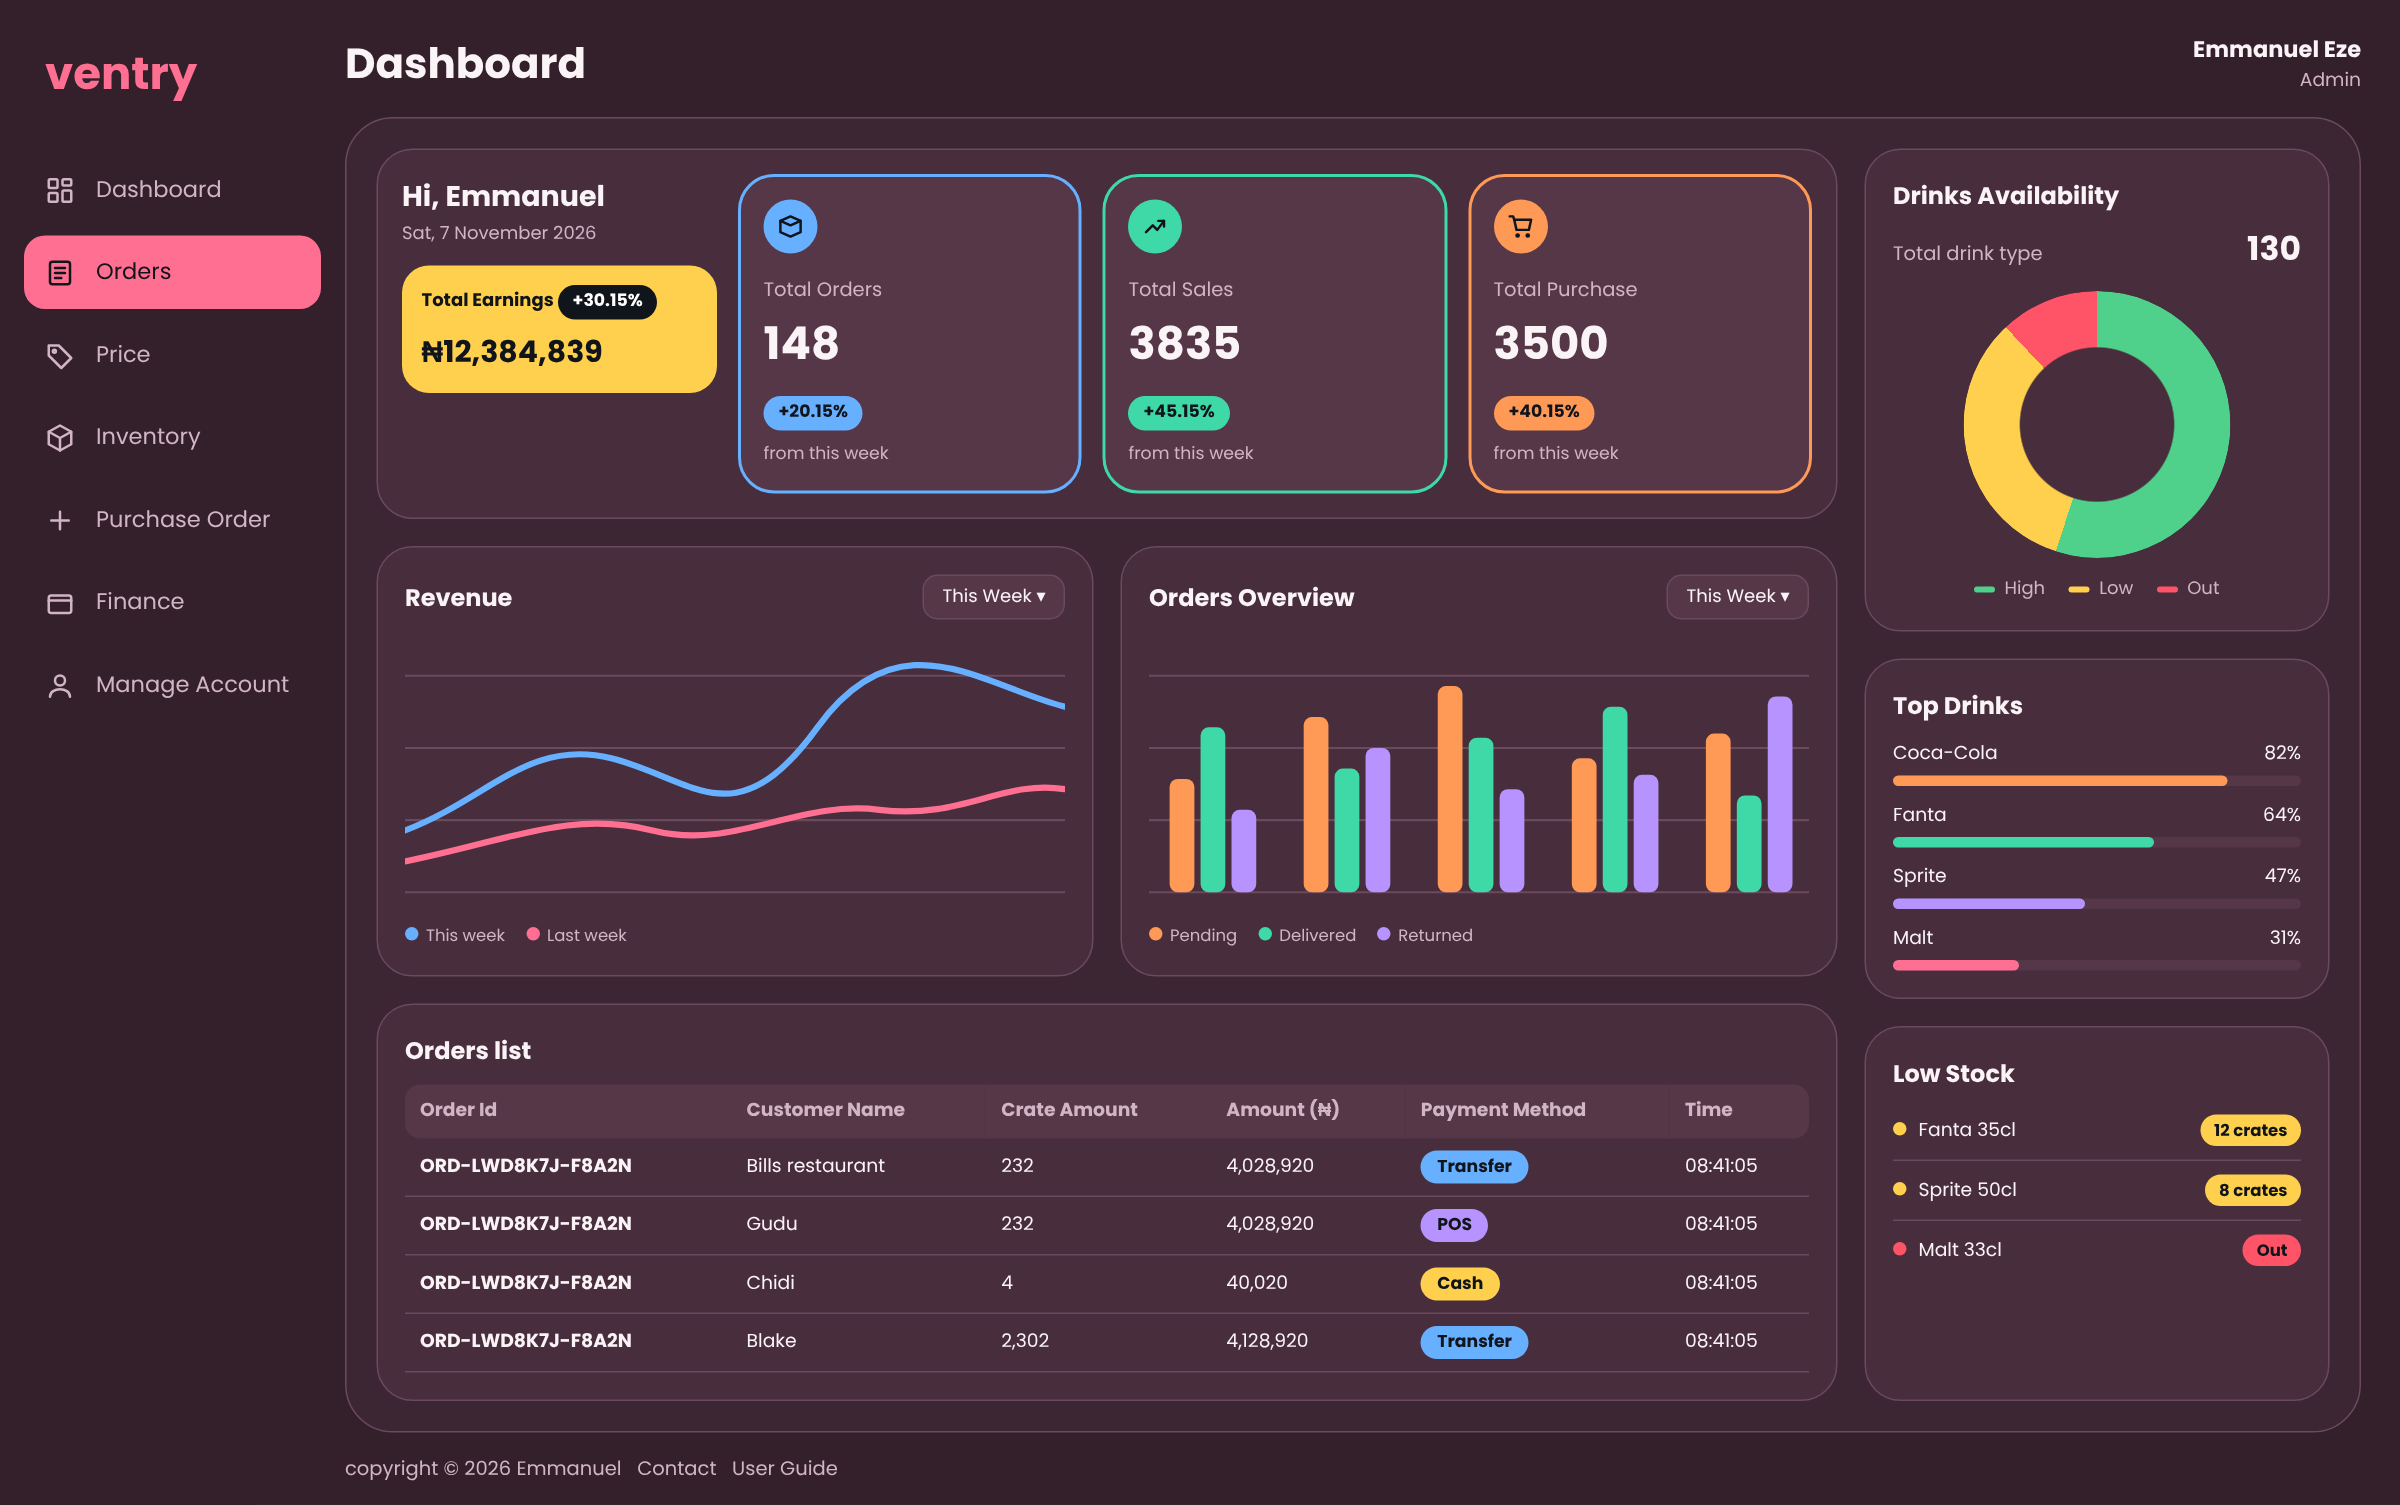 ventry
Dashboard
Orders
Price
Inventory
Purchase Order
Finance
Manage Account
Dashboard
Emmanuel Eze
Admin
Hi, Emmanuel
Sat, 7 November 2026
Total Earnings +30.15%
₦12,384,839
Total Orders
148
+20.15%
from this week
Total Sales
3835
+45.15%
from this week
Total Purchase
3500
+40.15%
from this week
Revenue
This Week ▾
This week Last week
Orders Overview
This Week ▾
Pending Delivered Returned
Orders list
Order Id Customer Name Crate Amount Amount (₦) Payment Method Time
ORD-LWD8K7J-F8A2N Bills restaurant 232 4,028,920 Transfer 08:41:05
ORD-LWD8K7J-F8A2N Gudu 232 4,028,920 POS 08:41:05
ORD-LWD8K7J-F8A2N Chidi 4 40,020 Cash 08:41:05
ORD-LWD8K7J-F8A2N Blake 2,302 4,128,920 Transfer 08:41:05
Drinks Availability
Total drink type 130
High Low Out
Top Drinks
Coca-Cola 82%
Fanta 64%
Sprite 47%
Malt 31%
Low Stock
Fanta 35cl 12 crates
Sprite 50cl 8 crates
Malt 33cl Out
copyright © 2026 Emmanuel Contact User Guide